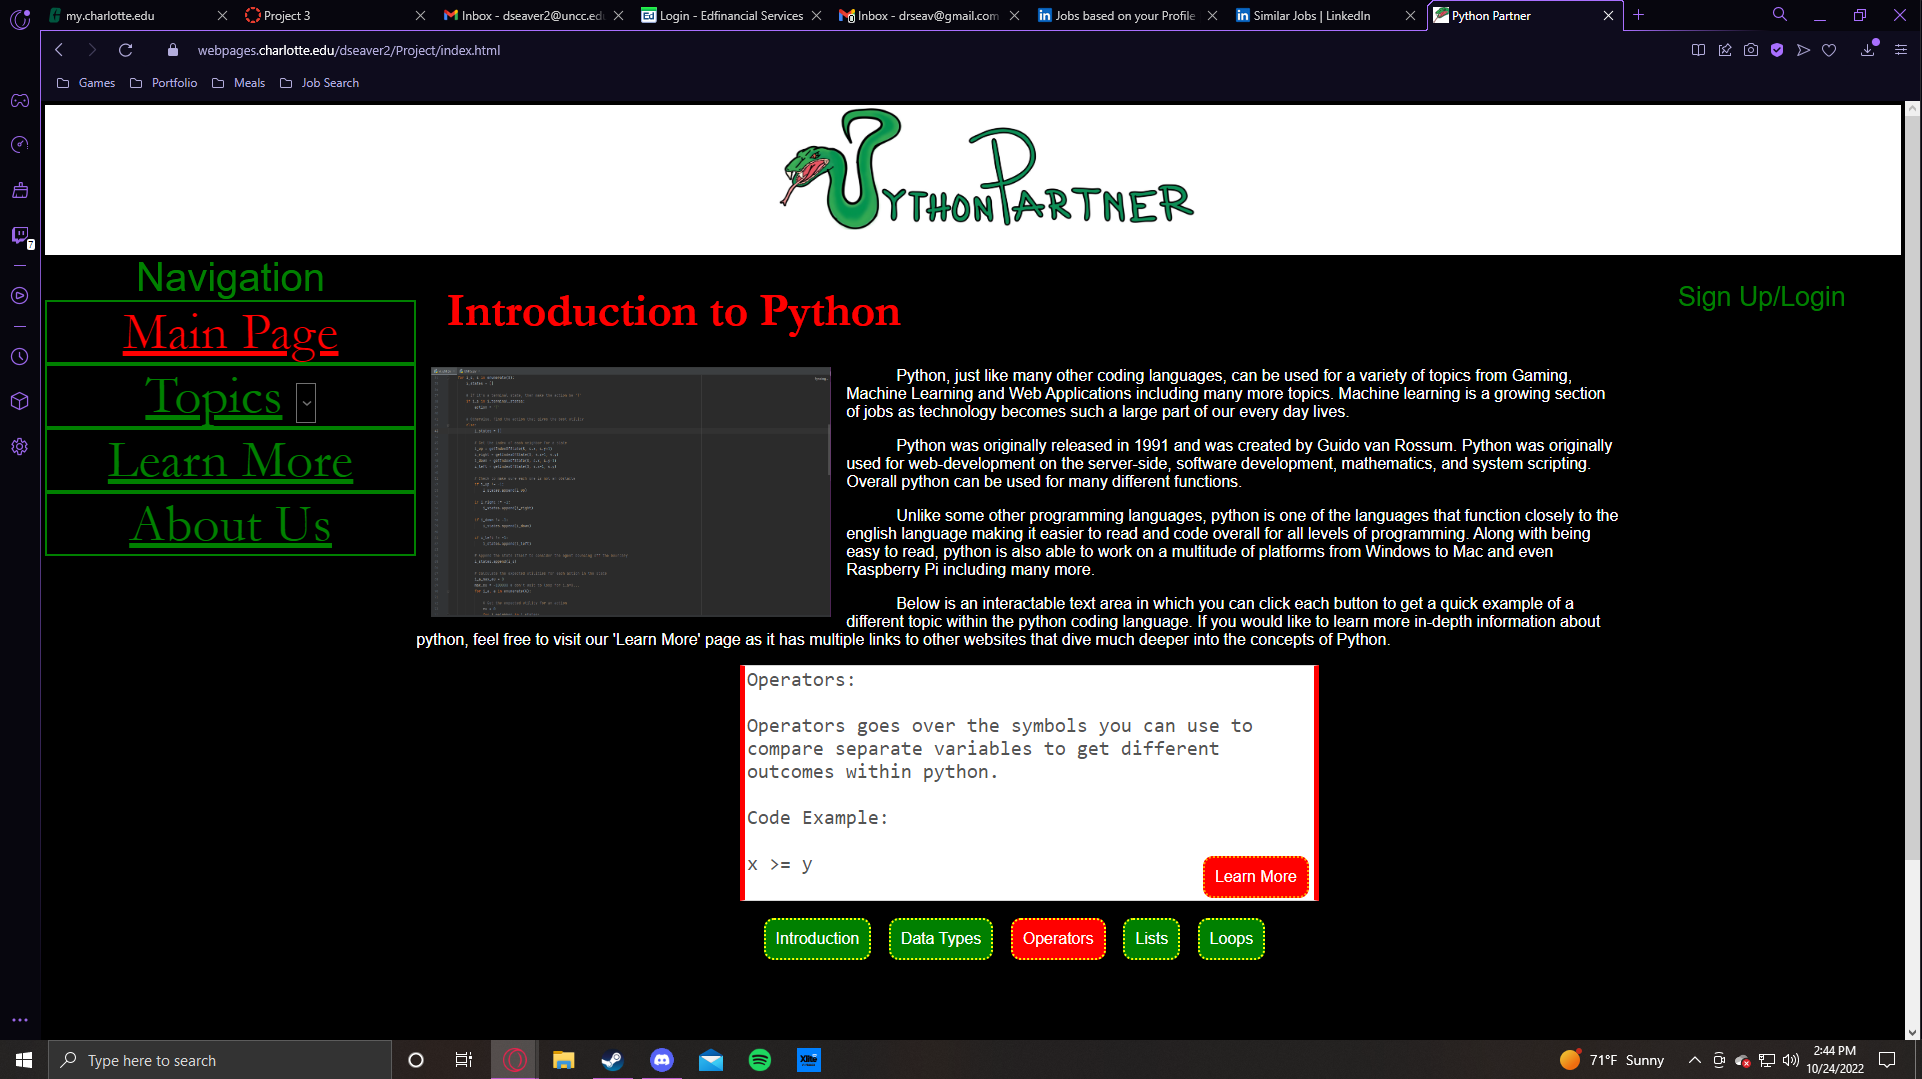 my.charlotte.edu
Project 3
Inbox - dseaver2@uncc.edu
Login - Edfinancial Services
Inbox - drseav@gmail.com
Jobs based on your Profile
Similar Jobs | LinkedIn
Python Partner
webpages.charlotte.edu/dseaver2/Project/index.html
Games
Portfolio
Meals
Job Search
7
PYTHON PARTNER
Navigation
Main Page
Topics
Learn More
About Us
Introduction to Python
Sign Up/Login
Python, just like many other coding languages, can be used for a variety of topics from Gaming,
Machine Learning and Web Applications including many more topics. Machine learning is a growing section
of jobs as technology becomes such a large part of our every day lives.
Python was originally released in 1991 and was created by Guido van Rossum. Python was originally
used for web-development on the server-side, software development, mathematics, and system scripting.
Overall python can be used for many different functions.
Unlike some other programming languages, python is one of the languages that function closely to the
english language making it easier to read and code overall for all levels of programming. Along with being
easy to read, python is also able to work on a multitude of platforms from Windows to Mac and even
Raspberry Pi including many more.
Below is an interactable text area in which you can click each button to get a quick example of a
different topic within the python coding language. If you would like to learn more in-depth information about
python, feel free to visit our 'Learn More' page as it has multiple links to other websites that dive much deeper into the concepts of Python.
Operators:
Operators goes over the symbols you can use to
compare separate variables to get different
outcomes within python.
Code Example:
x >= y
Learn More
Introduction
Data Types
Operators
Lists
Loops
Type here to search
71°F Sunny
2:44 PM
10/24/2022